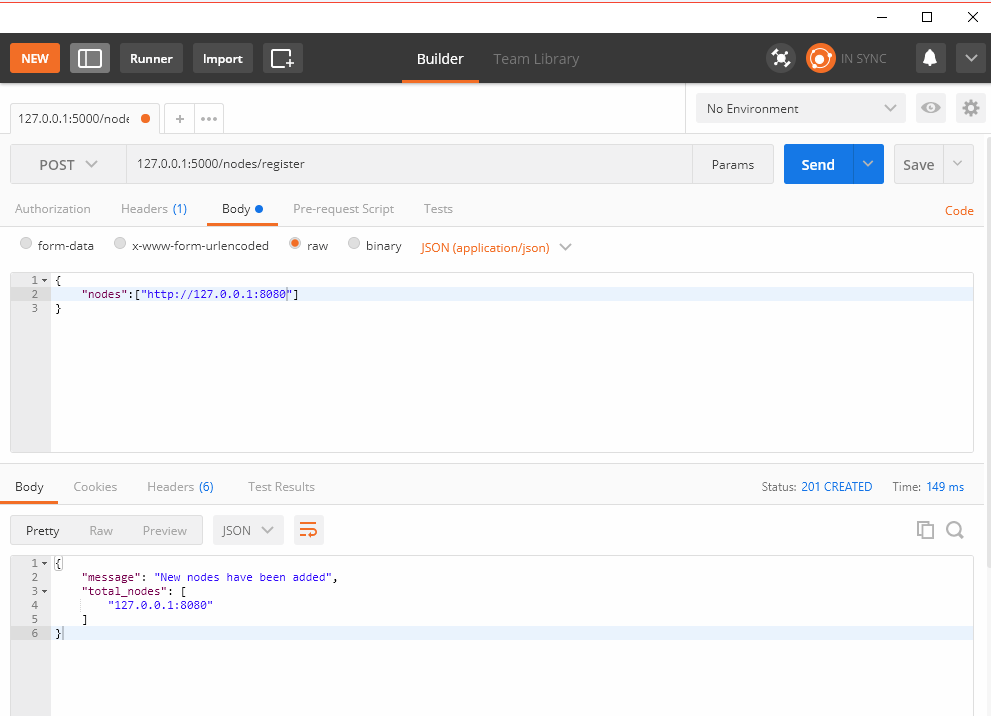 NEW Runner Import Builder Team Library IN SYNC
127.0.0.1:5000/node + ••• No Environment
POST 127.0.0.1:5000/nodes/register Params Send Save
Authorization Headers (1) Body Pre-request Script Tests Code
form-data x-www-form-urlencoded raw binary JSON (application/json)
1 {
2 "nodes":["http://127.0.0.1:8080"]
3 }
Body Cookies Headers (6) Test Results Status: 201 CREATED Time: 149 ms
Pretty Raw Preview JSON
1 {
2 "message": "New nodes have been added",
3 "total_nodes": [
4 "127.0.0.1:8080"
5 ]
6 }